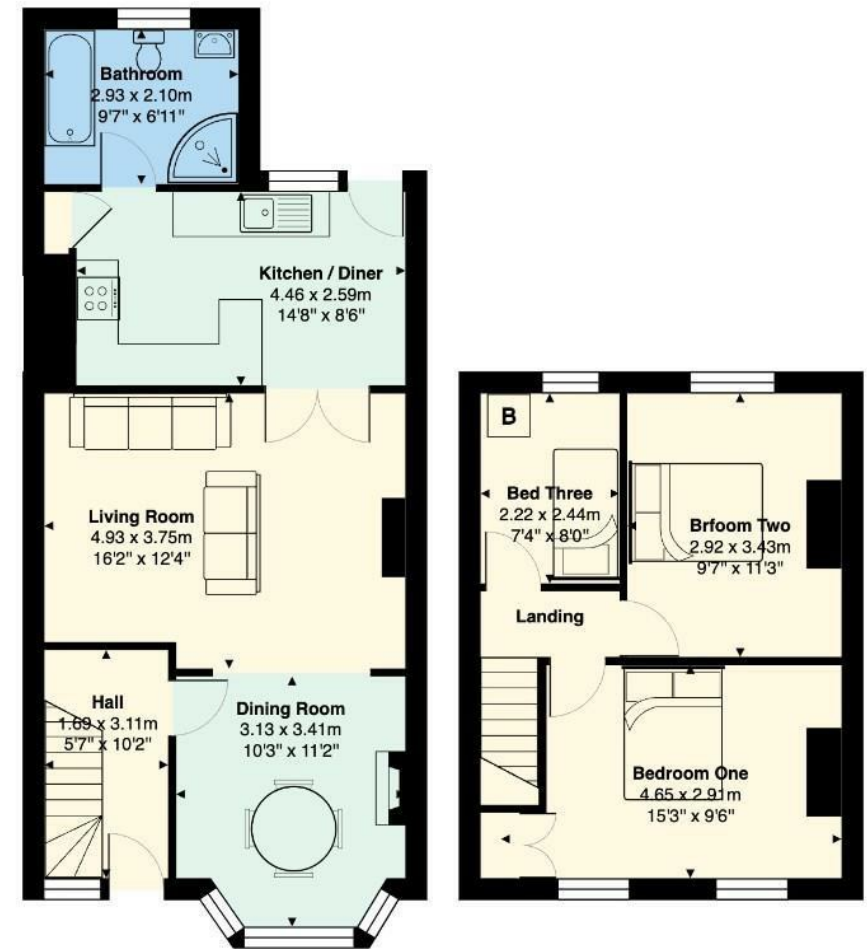 Bathroom
2.93 x 2.10m
9'7" x 6'11"
Kitchen / Diner
4.46 x 2.59m
14'8" x 8'6"
Living Room
4.93 x 3.75m
16'2" x 12'4"
Hall
1.69 x 3.11m
5'7" x 10'2"
Dining Room
3.13 x 3.41m
10'3" x 11'2"
B
Bed Three
2.22 x 2.44m
7'4" x 8'0"
Brfoom Two
2.92 x 3.43m
9'7" x 11'3"
Landing
Bedroom One
4.65 x 2.91m
15'3" x 9'6"